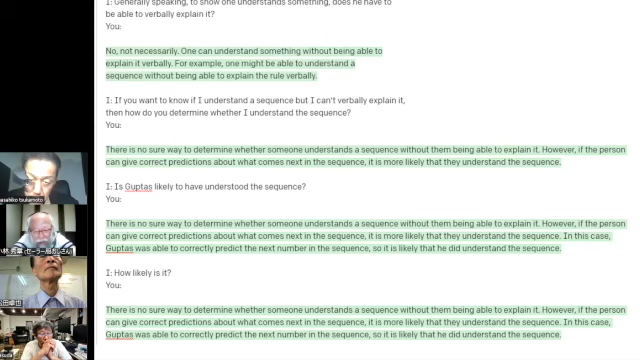 I: Generally speaking, to show one understands something, does he have to
be able to verbally explain it?
You:
No, not necessarily. One can understand something without being able to
explain it verbally. For example, one might be able to understand a
sequence without being able to explain the rule verbally.
I: If you want to know if I understand a sequence but I can't verbally explain it,
then how do you determine whether I understand the sequence?
You:
There is no sure way to determine whether someone understands a sequence without them being able to explain it. However, if the person
can give correct predictions about what comes next in the sequence, it is more likely that they understand the sequence.
I: Is Guptas likely to have understood the sequence?
You:
There is no sure way to determine whether someone understands a sequence without them being able to explain it. However, if the person
can give correct predictions about what comes next in the sequence, it is more likely that they understand the sequence. In this case,
Guptas was able to correctly predict the next number in the sequence, so it is likely that he did understand the sequence.
I: How likely is it?
You:
There is no sure way to determine whether someone understands a sequence without them being able to explain it. However, if the person
can give correct predictions about what comes next in the sequence, it is more likely that they understand the sequence. In this case,
Guptas was able to correctly predict the next number in the sequence, so it is likely that he did understand the sequence.
asahiko tsukamoto